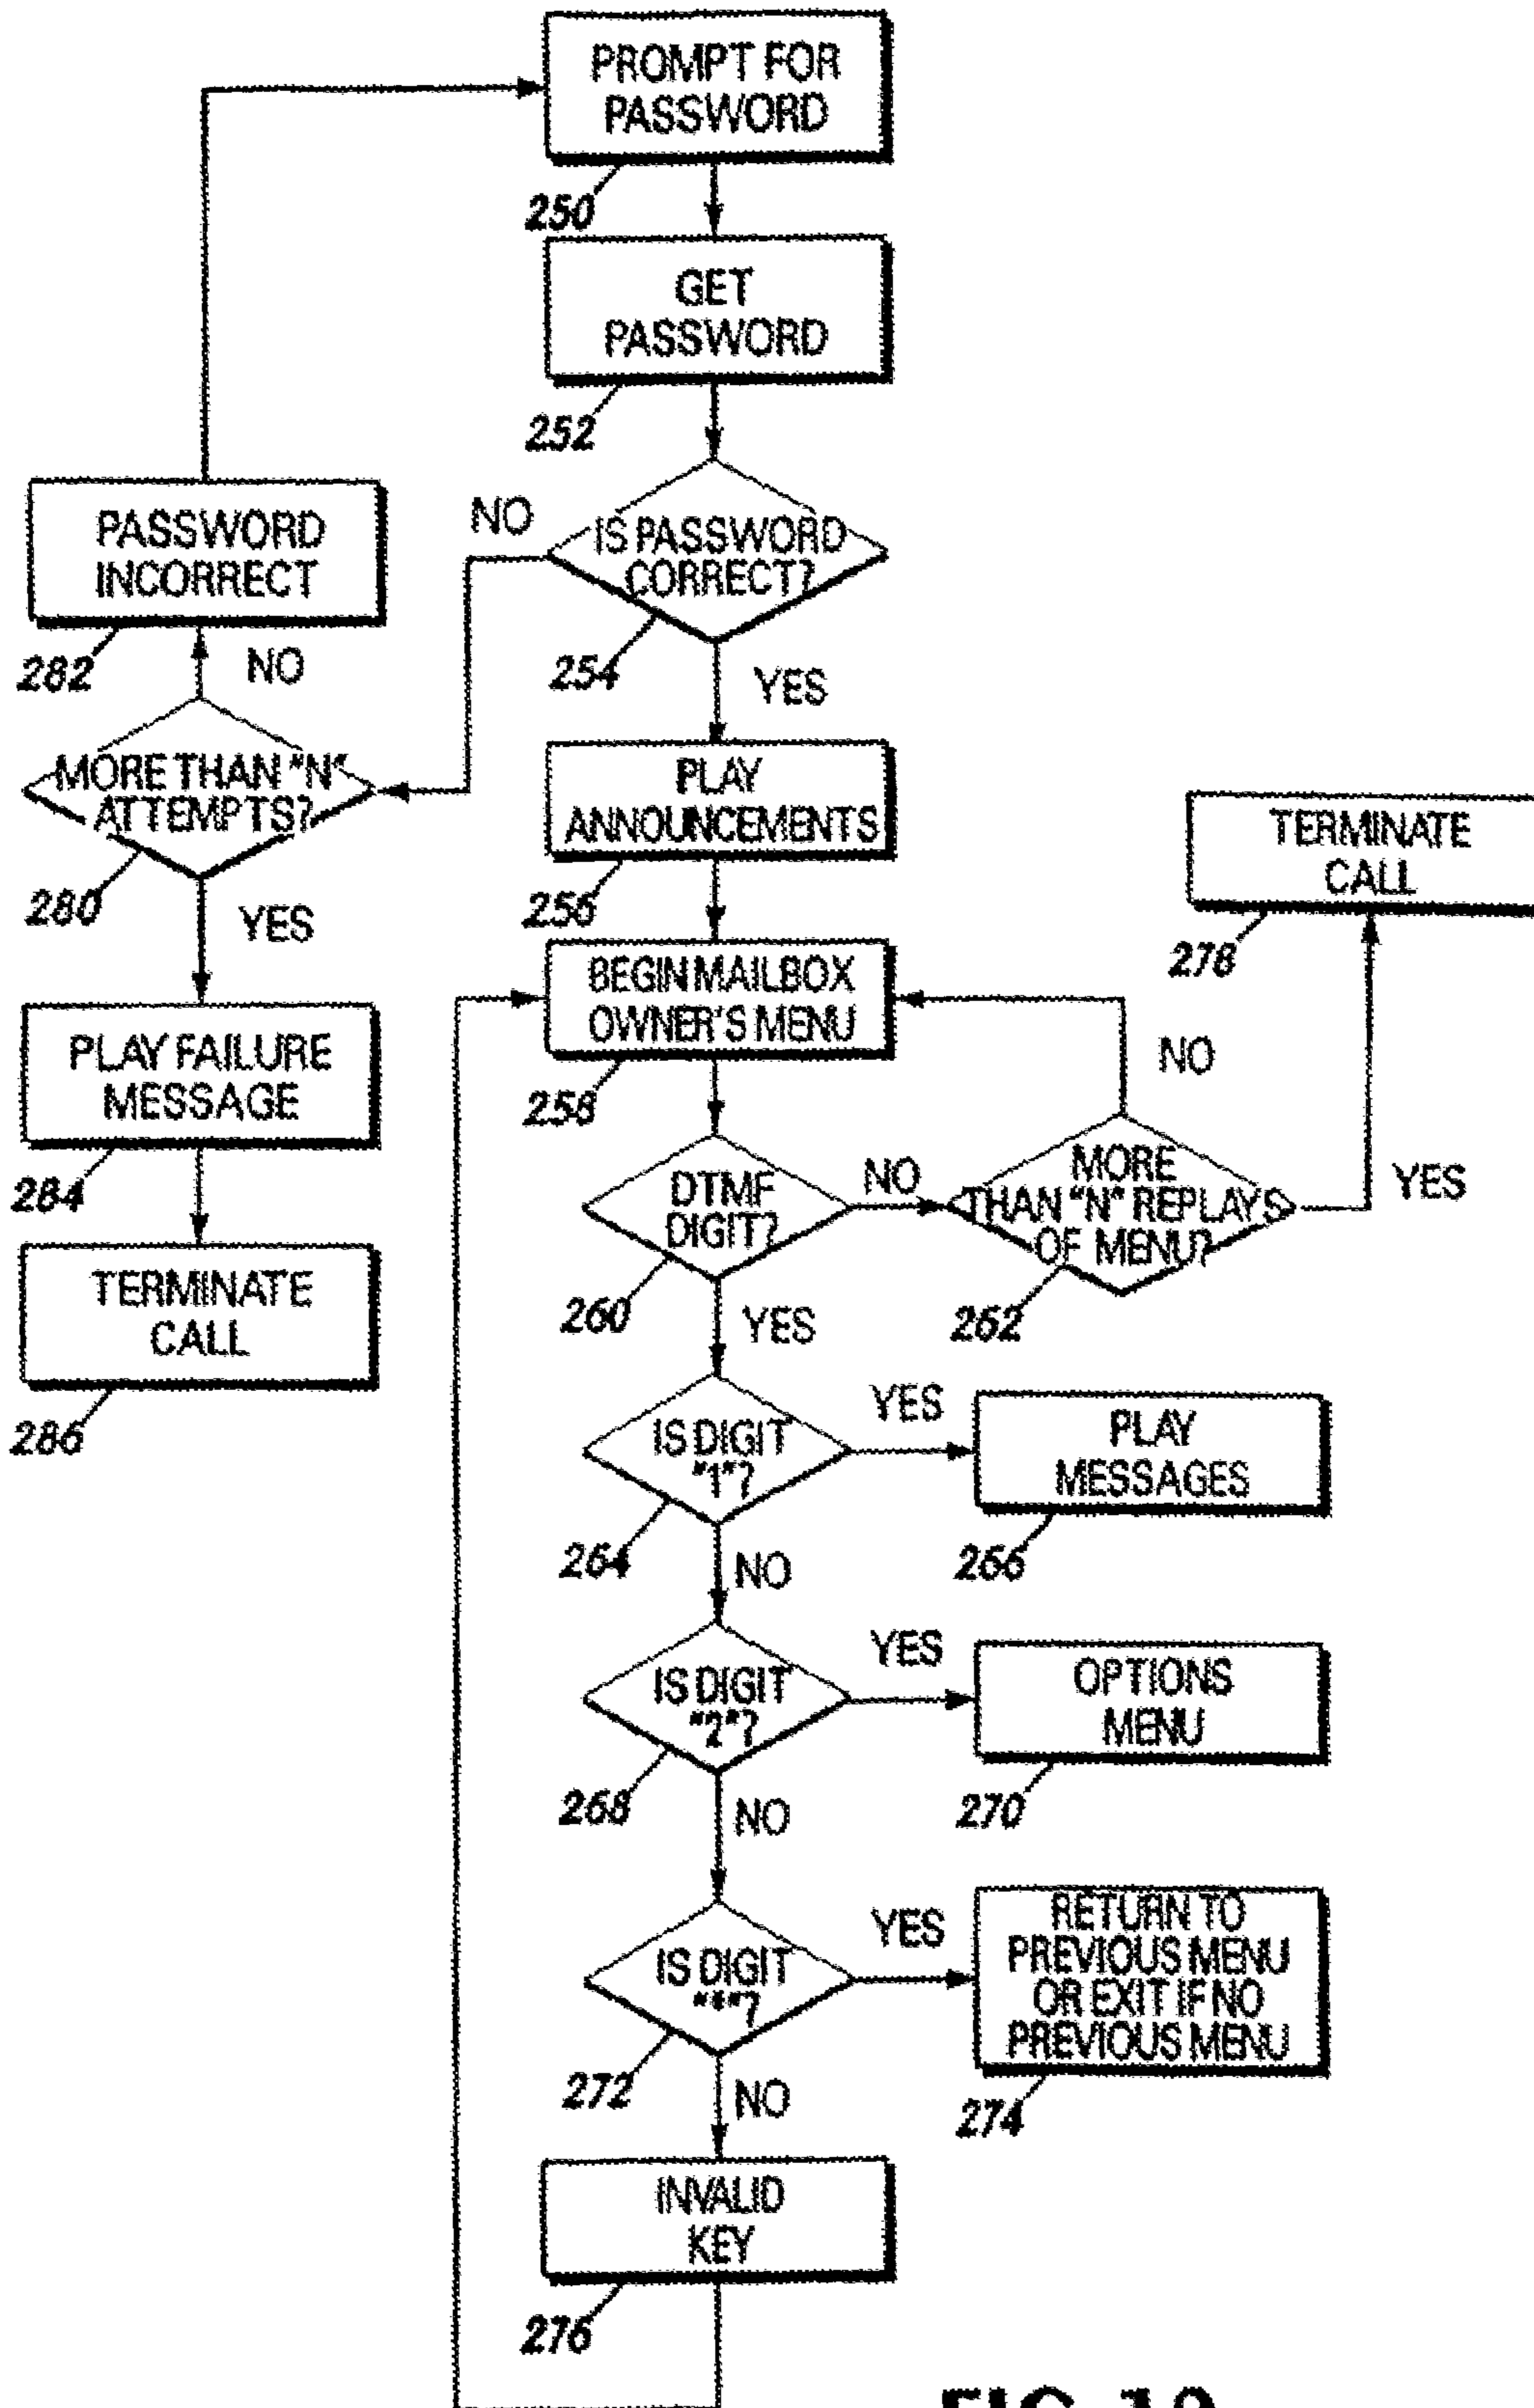 PROMPT FOR
PASSWORD
250
GET
PASSWORD
252
IS PASSWORD
CORRECT?
254
NO
YES
PASSWORD
INCORRECT
282
NO
MORE THAN "N"
ATTEMPTS?
280
YES
PLAY FAILURE
MESSAGE
284
TERMINATE
CALL
286
PLAY
ANNOUNCEMENTS
256
BEGIN MAILBOX
OWNER'S MENU
258
DTMF
DIGIT?
260
NO
YES
MORE
THAN "N" REPLAYS
OF MENU?
262
NO
YES
TERMINATE
CALL
278
IS DIGIT
"1"?
264
YES
NO
PLAY
MESSAGES
266
IS DIGIT
"2"?
268
YES
NO
OPTIONS
MENU
270
IS DIGIT
"*"?
272
YES
NO
RETURN TO
PREVIOUS MENU
OR EXIT IF NO
PREVIOUS MENU
274
INVALID
KEY
276